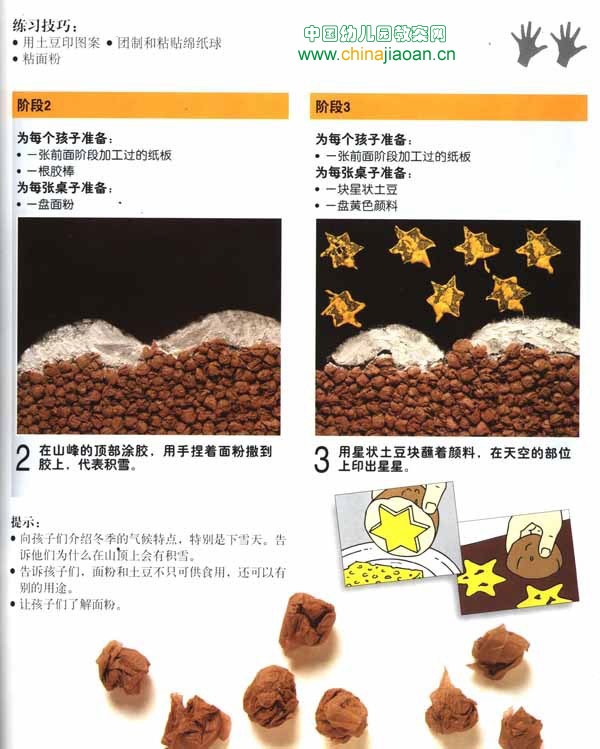 练习技巧：
• 用土豆印图案 • 团制和粘贴绵纸球
• 粘面粉
中国幼儿园教案网
www.chinajiaoan.cn
阶段2
为每个孩子准备：
• 一张前面阶段加工过的纸板
• 一根胶棒
为每张桌子准备：
• 一盘面粉
2 在山峰的顶部涂胶，用手捏着面粉撒到
胶上，代表积雪。
阶段3
为每个孩子准备：
• 一张前面阶段加工过的纸板
为每张桌子准备：
• 一块星状土豆
• 一盘黄色颜料
3 用星状土豆块蘸着颜料，在天空的部位
上印出星星。
提示：
• 向孩子们介绍冬季的气候特点，特别是下雪天。告
诉他们为什么在山顶上会有积雪。
• 告诉孩子们，面粉和土豆不只可供食用，还可以有
别的用途。
• 让孩子们了解面粉。